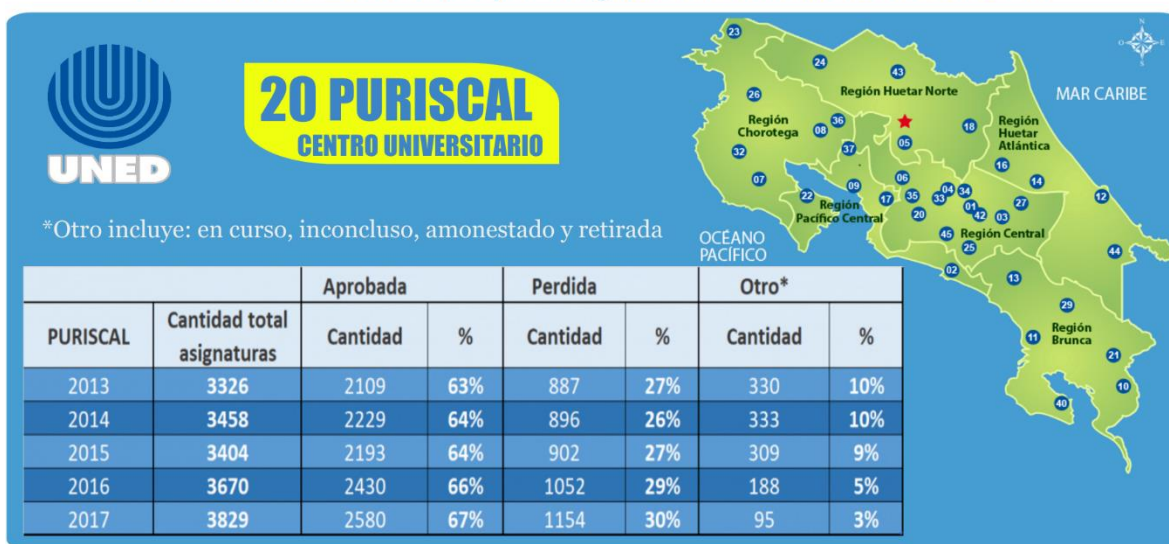 UNED
20 PURISCAL
CENTRO UNIVERSITARIO
*Otro incluye: en curso, inconcluso, amonestado y retirada
Aprobada Perdida Otro*
PURISCAL Cantidad total asignaturas Cantidad % Cantidad % Cantidad %
2013 3326 2109 63% 887 27% 330 10%
2014 3458 2229 64% 896 26% 333 10%
2015 3404 2193 64% 902 27% 309 9%
2016 3670 2430 66% 1052 29% 188 5%
2017 3829 2580 67% 1154 30% 95 3%
N
O E
S
MAR CARIBE
OCÉANO
PACÍFICO
23
24
43
Región Huetar Norte
26
Región
Chorotega
36
08
18
Región
Huetar
Atlántica
32
37
05
16
07
06
14
22
09
17
35
33
04
34
27
12
Región
Pacífico Central
20
01
42
03
45
Región Central
25
44
02
13
29
11
Región
Brunca
21
10
40